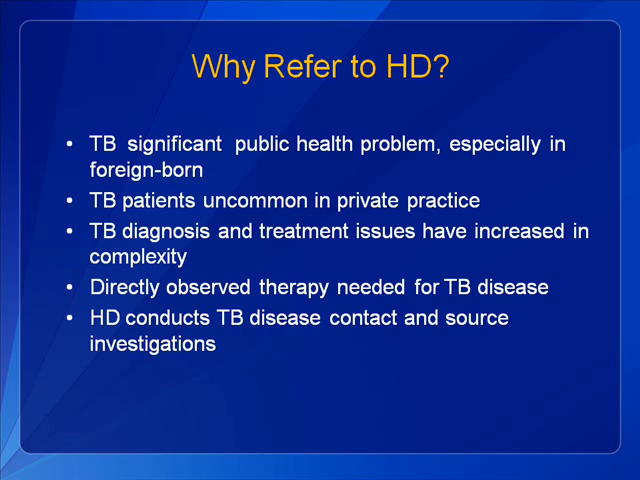 Why Refer to HD?
• TB significant public health problem, especially in
foreign-born
• TB patients uncommon in private practice
• TB diagnosis and treatment issues have increased in
complexity
• Directly observed therapy needed for TB disease
• HD conducts TB disease contact and source
investigations